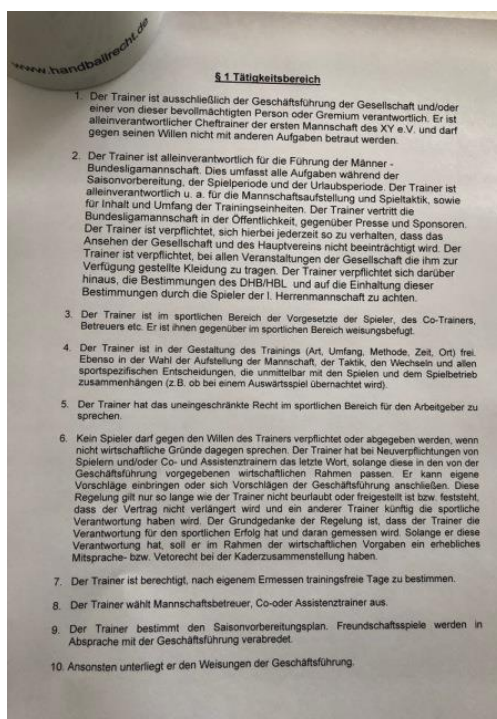 www.handballrecht.de
§ 1 Tätigkeitsbereich
1. Der Trainer ist ausschließlich der Geschäftsführung der Gesellschaft und/oder
einer von dieser bevollmächtigten Person oder Gremium verantwortlich. Er ist
alleinverantwortlicher Cheftrainer der ersten Mannschaft des XY e.V. und darf
gegen seinen Willen nicht mit anderen Aufgaben betraut werden.
2. Der Trainer ist alleinverantwortlich für die Führung der Männer -
Bundesligamannschaft. Dies umfasst alle Aufgaben während der
Saisonvorbereitung, der Spielperiode und der Urlaubsperiode. Der Trainer ist
alleinverantwortlich u. a. für die Mannschaftsaufstellung und Spieltaktik, sowie
für Inhalt und Umfang der Trainingseinheiten. Der Trainer vertritt die
Bundesligamannschaft in der Öffentlichkeit, gegenüber Presse und Sponsoren.
Der Trainer ist verpflichtet, sich hierbei jederzeit so zu verhalten, dass das
Ansehen der Gesellschaft und des Hauptvereins nicht beeinträchtigt wird. Der
Trainer ist verpflichtet, bei allen Veranstaltungen der Gesellschaft die ihm zur
Verfügung gestellte Kleidung zu tragen. Der Trainer verpflichtet sich darüber
hinaus, die Bestimmungen des DHB/HBL und auf die Einhaltung dieser
Bestimmungen durch die Spieler der I. Herrenmannschaft zu achten.
3. Der Trainer ist im sportlichen Bereich der Vorgesetzte der Spieler, des Co-Trainers,
Betreuers etc. Er ist ihnen gegenüber im sportlichen Bereich weisungsbefugt.
4. Der Trainer ist in der Gestaltung des Trainings (Art, Umfang, Methode, Zeit, Ort) frei.
Ebenso in der Wahl der Aufstellung der Mannschaft, der Taktik, den Wechseln und allen
sportspezifischen Entscheidungen, die unmittelbar mit den Spielen und dem Spielbetrieb
zusammenhängen (z.B. ob bei einem Auswärtsspiel übernachtet wird).
5. Der Trainer hat das uneingeschränkte Recht im sportlichen Bereich für den Arbeitgeber zu
sprechen.
6. Kein Spieler darf gegen den Willen des Trainers verpflichtet oder abgegeben werden, wenn
nicht wirtschaftliche Gründe dagegen sprechen. Der Trainer hat bei Neuverpflichtungen von
Spielern und/oder Co- und Assistenztrainern das letzte Wort, solange diese in den von der
Geschäftsführung vorgegebenen wirtschaftlichen Rahmen passen. Er kann eigene
Vorschläge einbringen oder sich Vorschlägen der Geschäftsführung anschließen. Diese
Regelung gilt nur so lange wie der Trainer nicht beurlaubt oder freigestellt ist bzw. feststeht,
dass der Vertrag nicht verlängert wird und ein anderer Trainer künftig die sportliche
Verantwortung haben wird. Der Grundgedanke der Regelung ist, dass der Trainer die
Verantwortung für den sportlichen Erfolg hat und daran gemessen wird. Solange er diese
Verantwortung hat, soll er im Rahmen der wirtschaftlichen Vorgaben ein erhebliches
Mitsprache- bzw. Vetorecht bei der Kaderzusammenstellung haben.
7. Der Trainer ist berechtigt, nach eigenem Ermessen trainingsfreie Tage zu bestimmen.
8. Der Trainer wählt Mannschaftsbetreuer, Co-oder Assistenztrainer aus.
9. Der Trainer bestimmt den Saisonvorbereitungsplan. Freundschaftsspiele werden in
Absprache mit der Geschäftsführung verabredet.
10. Ansonsten unterliegt er den Weisungen der Geschäftsführung.